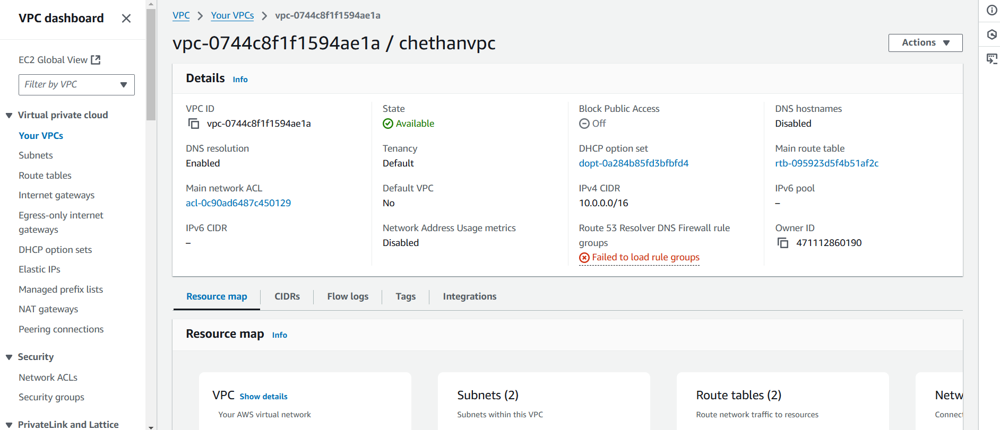 VPC dashboard
EC2 Global View
Filter by VPC
Virtual private cloud
Your VPCs
Subnets
Route tables
Internet gateways
Egress-only internet
gateways
DHCP option sets
Elastic IPs
Managed prefix lists
NAT gateways
Peering connections
Security
Network ACLs
Security groups
PrivateLink and Lattice
VPC > Your VPCs > vpc-0744c8f1f1594ae1a
vpc-0744c8f1f1594ae1a / chethanvpc
Actions
Details Info
VPC ID
vpc-0744c8f1f1594ae1a
State
Available
Block Public Access
Off
DNS hostnames
Disabled
DNS resolution
Enabled
Tenancy
Default
DHCP option set
dopt-0a284b85fd3bfbfd4
Main route table
rtb-095923d5f4b51af2c
Main network ACL
acl-0c90ad6487c450129
Default VPC
No
IPv4 CIDR
10.0.0.0/16
IPv6 pool
–
IPv6 CIDR
–
Network Address Usage metrics
Disabled
Route 53 Resolver DNS Firewall rule
groups
Failed to load rule groups
Owner ID
471112860190
Resource map
CIDRs
Flow logs
Tags
Integrations
Resource map Info
VPC Show details
Your AWS virtual network
Subnets (2)
Subnets within this VPC
Route tables (2)
Route network traffic to resources
Netw
Connec